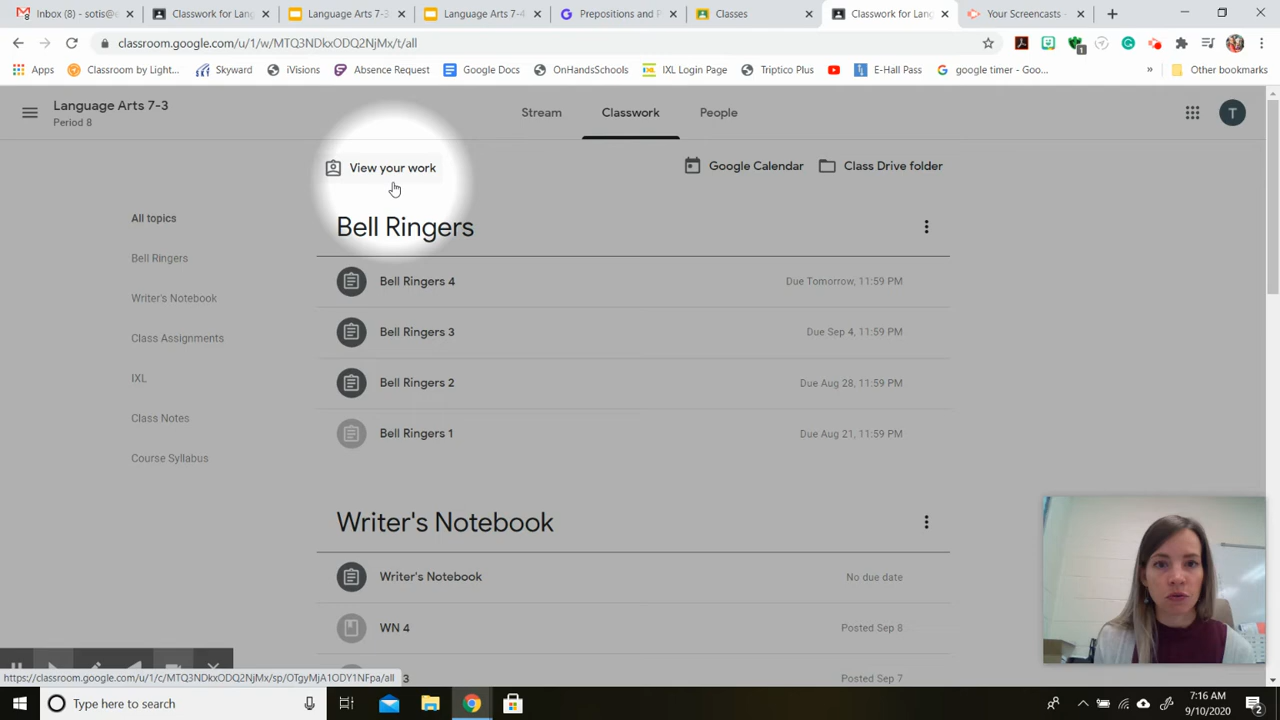 Inbox (8) - sotis@e
Classwork for Lang
Language Arts 7-3
Language Arts 7-4
Prepositions and P
Classes
Classwork for Lang
Your Screencasts -
classroom.google.com/u/1/w/MTQ3NDkxODQ2NjMx/t/all
Apps
Classroom by Light...
Skyward
iVisions
Absence Request
Google Docs
OnHandsSchools
IXL Login Page
Triptico Plus
E-Hall Pass
google timer - Goo...
»
Other bookmarks
Language Arts 7-3
Period 8
Stream
Classwork
People
T
View your work
Google Calendar
Class Drive folder
All topics
Bell Ringers
Writer's Notebook
Class Assignments
IXL
Class Notes
Course Syllabus
Bell Ringers
Bell Ringers 4
Due Tomorrow, 11:59 PM
Bell Ringers 3
Due Sep 4, 11:59 PM
Bell Ringers 2
Due Aug 28, 11:59 PM
Bell Ringers 1
Due Aug 21, 11:59 PM
Writer's Notebook
Writer's Notebook
No due date
WN 4
Posted Sep 8
3
Posted Sep 7
https://classroom.google.com/u/1/c/MTQ3NDkxODQ2NjMx/sp/OTgyMjA1ODY1NFpa/all
Type here to search
7:16 AM
9/10/2020
2